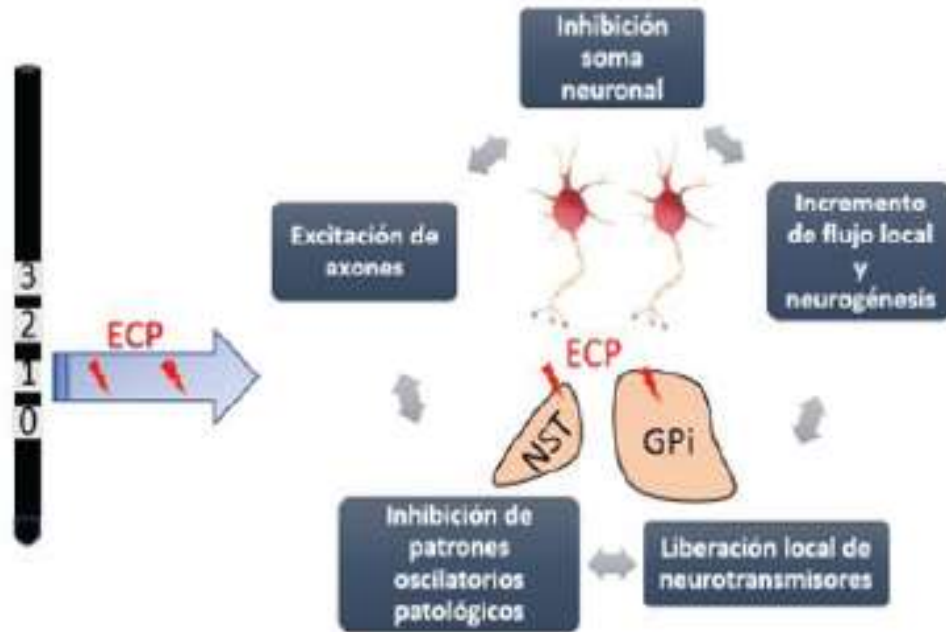 Inhibición
soma
neuronal
Excitación de
axones
Incremento
de flujo local
y
neurogénesis
3
2
1
0
ECP
ECP
NST
GPi
Inhibición de
patrones
oscilatorios
patológicos
Liberación local de
neurotransmisores